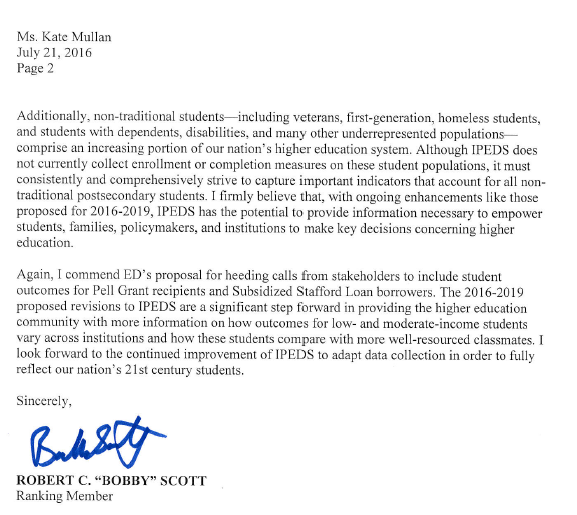 Ms. Kate Mullan
July 21, 2016
Page 2
Additionally, non-traditional students—including veterans, first-generation, homeless students,
and students with dependents, disabilities, and many other underrepresented populations—
comprise an increasing portion of our nation's higher education system. Although IPEDS does
not currently collect enrollment or completion measures on these student populations, it must
consistently and comprehensively strive to capture important indicators that account for all non-
traditional postsecondary students. I firmly believe that, with ongoing enhancements like those
proposed for 2016-2019, IPEDS has the potential to provide information necessary to empower
students, families, policymakers, and institutions to make key decisions concerning higher
education.
Again, I commend ED's proposal for heeding calls from stakeholders to include student
outcomes for Pell Grant recipients and Subsidized Stafford Loan borrowers. The 2016-2019
proposed revisions to IPEDS are a significant step forward in providing the higher education
community with more information on how outcomes for low- and moderate-income students
vary across institutions and how these students compare with more well-resourced classmates. I
look forward to the continued improvement of IPEDS to adapt data collection in order to fully
reflect our nation's 21st century students.
Sincerely,
ROBERT C. “BOBBY” SCOTT
Ranking Member